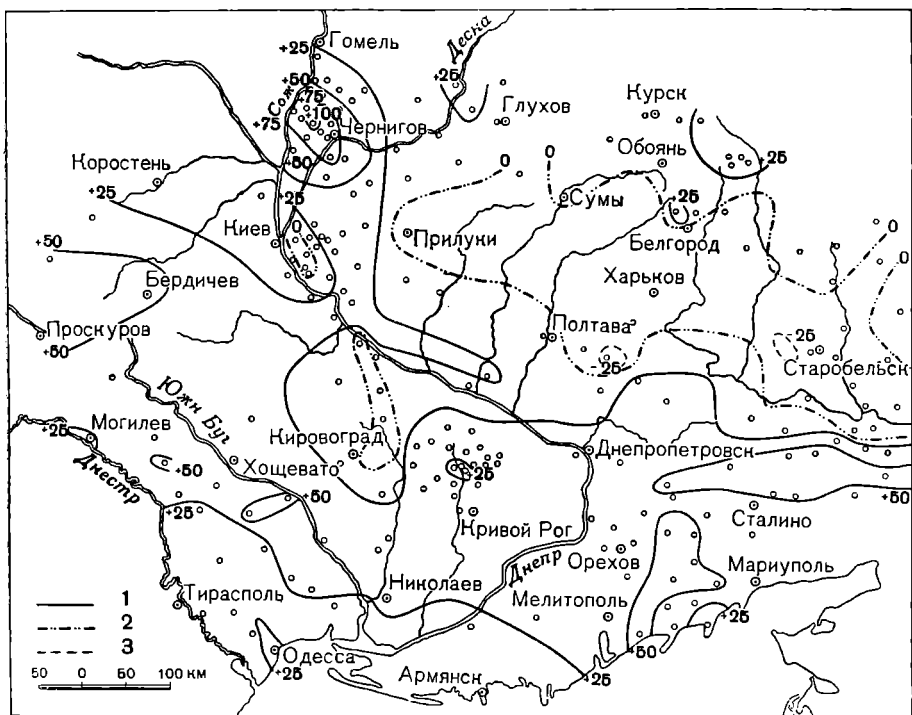 Гомель
+25
Десна
+50
+25
+75
Сож
Глухов
Курск
+100
+75
Чернигов
Обоянь
+25
Коростень
+50
0
0
+25
+25
Сумы
25
0
Киев
0
Прилуки
Белгород
+50
0
Харьков
Бердичев
Проскуров
Полтава
25
+50
25
Старобельск
Южн Буг
Могилев
+25
Кировоград
Днепропетровск
+50
Хощевато
+25
Днестр
+50
+50
+25
Сталино
Кривой Рог
Днепр
Орехов
Мариуполь
Николаев
1
Тирасполь
Мелитополь
2
+25
3
+50
50 0 50 100 км
Одесса
+25
Армянск
+25